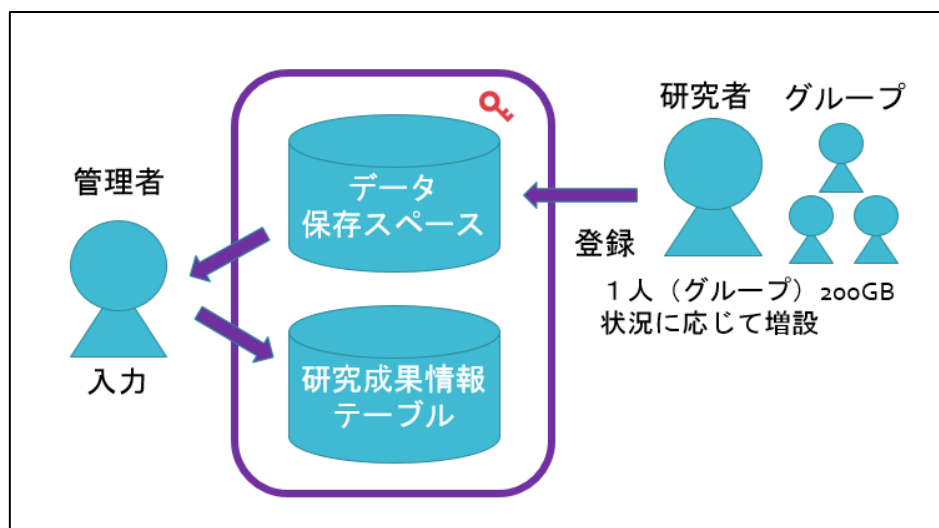 管理者
入力
データ
保存スペース
研究成果情報
テーブル
研究者
グループ
登録
１人（グループ）200GB
状況に応じて増設